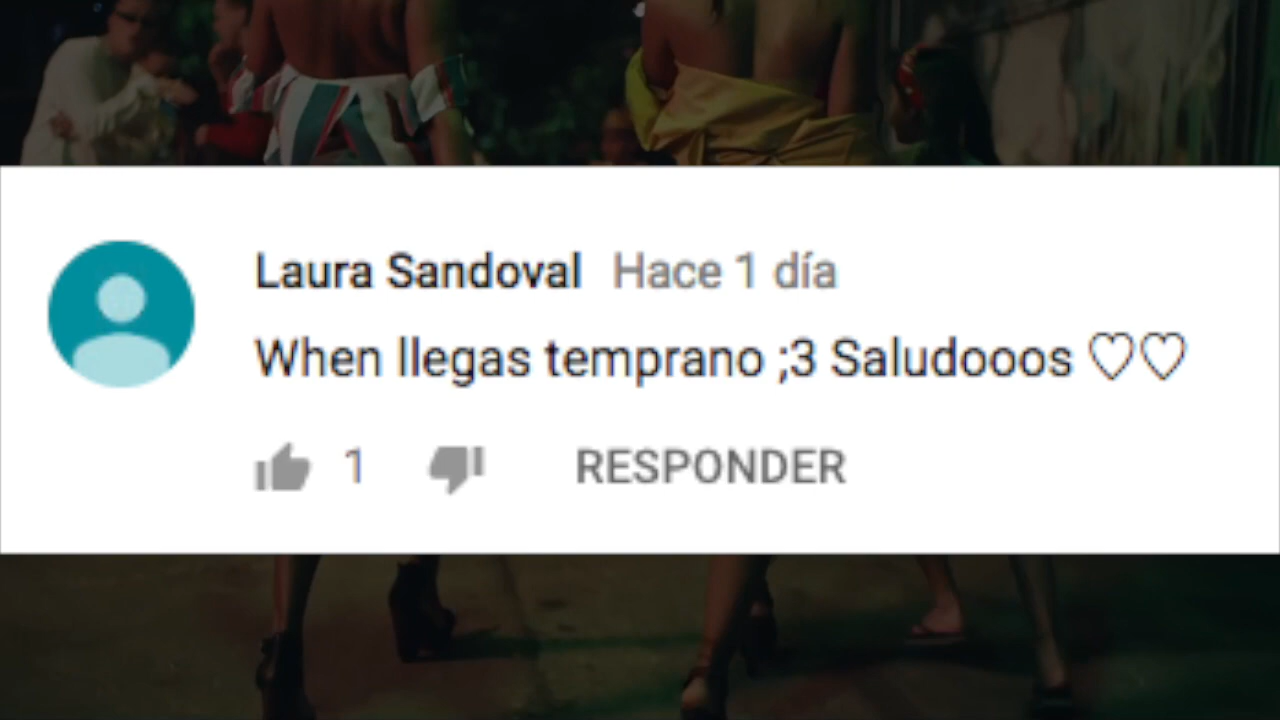 Laura Sandoval Hace 1 día
When llegas temprano ;3 Saludooos ♡♡
1 RESPONDER